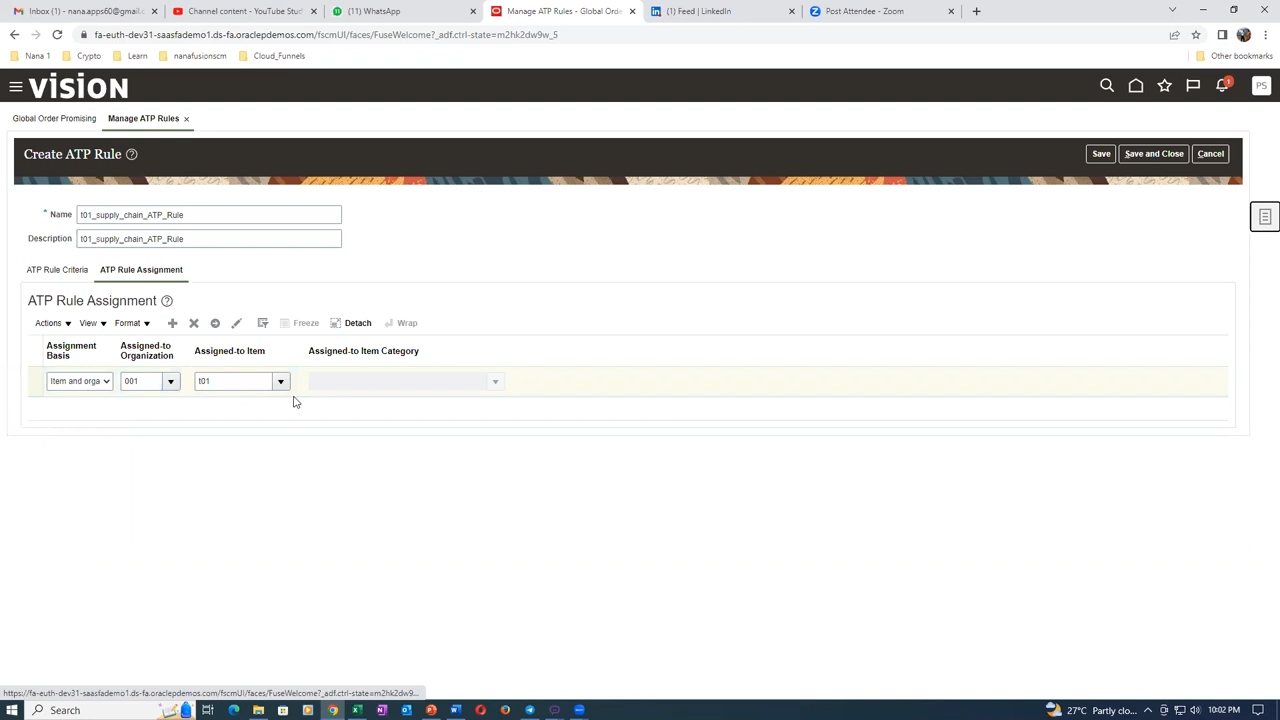 Inbox (1) - nana.apps60@gmail.
Channel content - YouTube Stud
(11) WhatsApp
Manage ATP Rules - Global Orde
(1) Feed | LinkedIn
Post Attendee - Zoom
fa-euth-dev31-saasfademo1.ds-fa.oraclepdemos.com/fscmUI/faces/FuseWelcome?_adf.ctrl-state=m2hk2dw9w_5
Nana 1
Crypto
Learn
nanafusionscm
Cloud_Funnels
Other bookmarks
VISION
1
PS
Global Order Promising
Manage ATP Rules
Create ATP Rule
Save
Save and Close
Cancel
* Name t01_supply_chain_ATP_Rule
Description t01_supply_chain_ATP_Rule
ATP Rule Criteria
ATP Rule Assignment
ATP Rule Assignment
Actions
View
Format
Freeze
Detach
Wrap
Assignment Basis
Assigned-to Organization
Assigned-to Item
Assigned-to Item Category
Item and orga
001
t01
https://fa-euth-dev31-saasfademo1.ds-fa.oraclepdemos.com/fscmUI/faces/FuseWelcome?_adf.ctrl-state=m2hk2dw9...
Search
27°C Partly clo...
ENG
10:02 PM